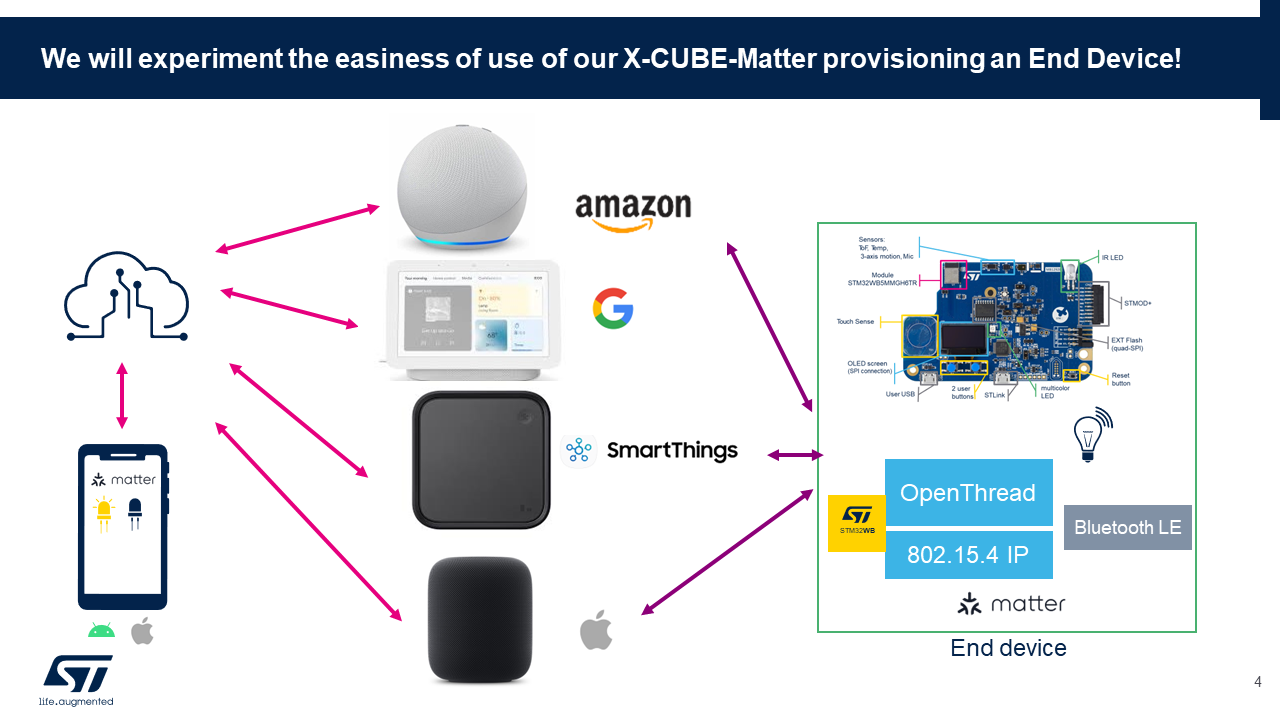 We will experiment the easiness of use of our X-CUBE-Matter provisioning an End Device!
amazon
Sensors:
ToF, Temp,
3-axis motion, Mic
IR LED
Module
STM32WB5MMGH6TR
STMOD+
Touch Sense
EXT Flash
(quad-SPI)
OLED screen
(SPI connection)
Reset
button
User USB
2 user
buttons
STLink
multicolor
LED
SmartThings
matter
OpenThread
STM32WB
Bluetooth LE
802.15.4 IP
matter
End device
ST
life.augmented
4